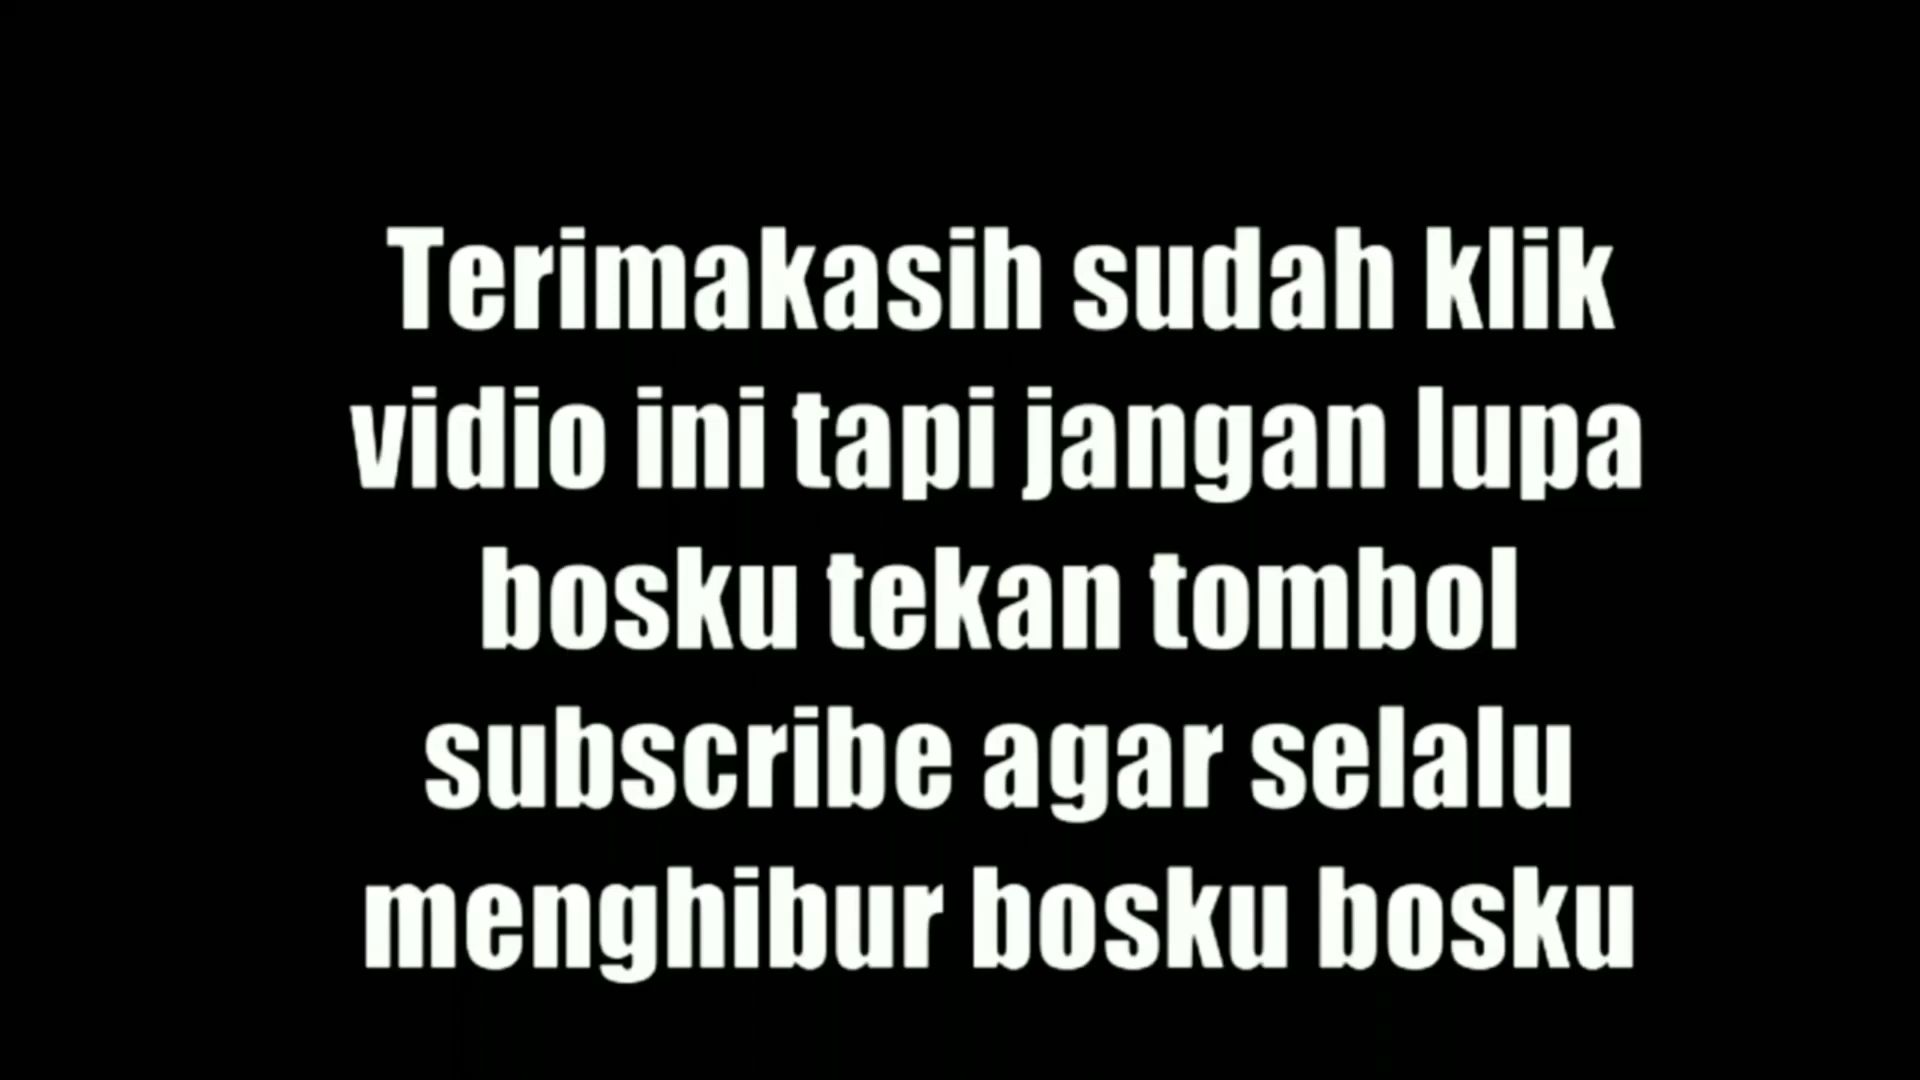 Terimakasih sudah klik
vidio ini tapi jangan lupa
bosku tekan tombol
subscribe agar selalu
menghibur bosku bosku